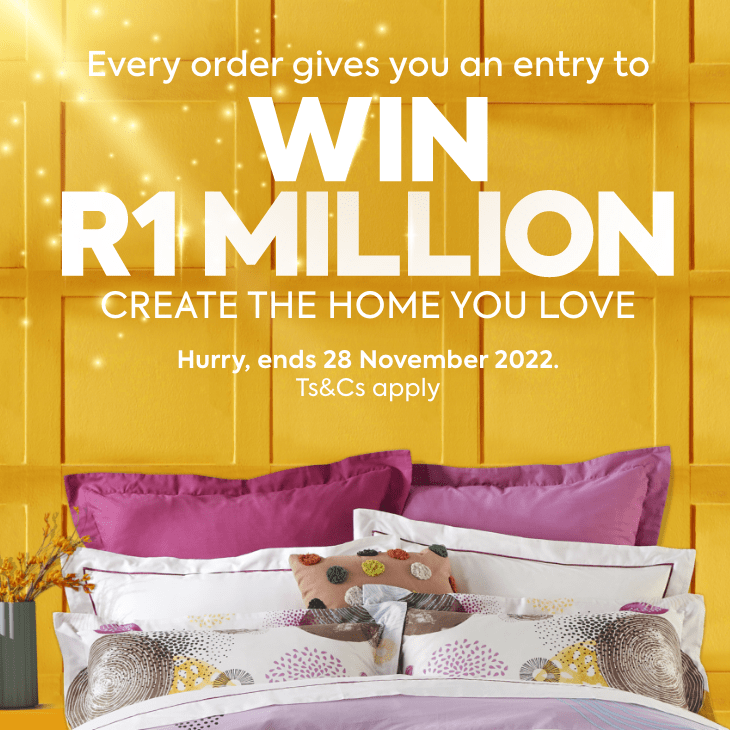 Every order gives you an entry to
WIN
R1 MILLION
CREATE THE HOME YOU LOVE
Hurry, ends 28 November 2022.
Ts&Cs apply